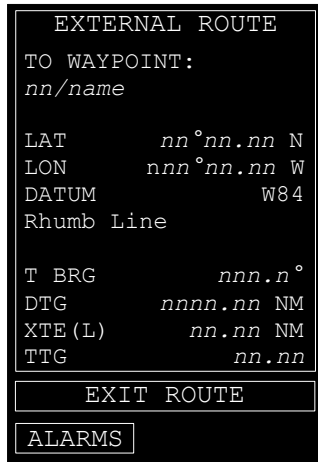 EXTERNAL ROUTE
TO WAYPOINT:
nn/name
LAT nn°nn.nn N
LON nnn°nn.nn W
DATUM W84
Rhumb Line
T BRG nnn.n°
DTG nnnn.nn NM
XTE(L) nn.nn NM
TTG nn.nn
EXIT ROUTE
ALARMS